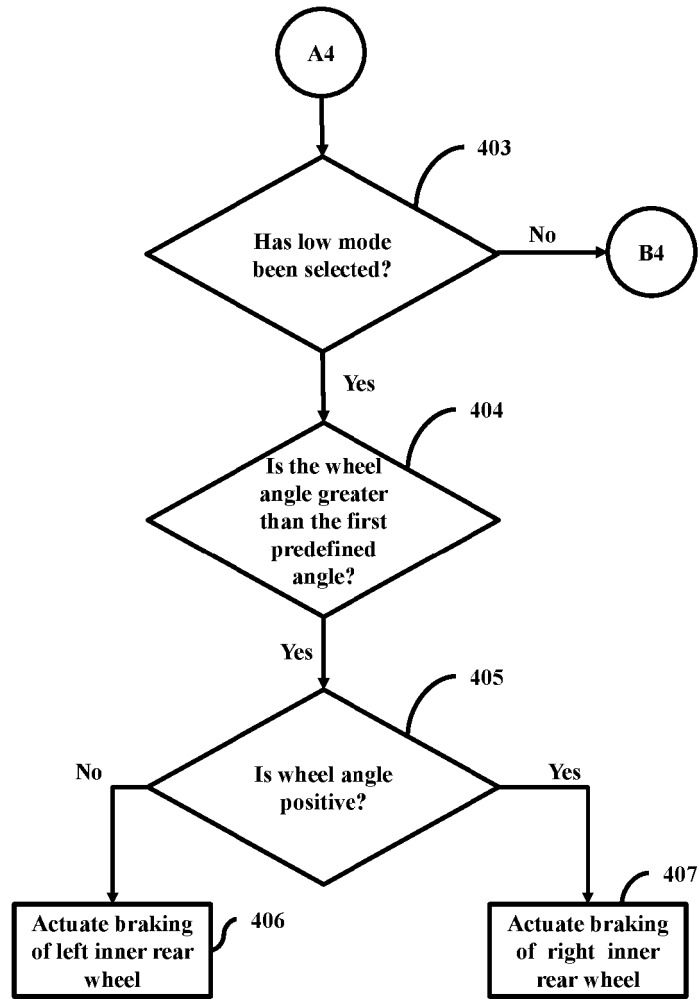 A4
403
Has low mode
been selected?
No
B4
Yes
404
Is the wheel
angle greater
than the first
predefined
angle?
Yes
405
Is wheel angle
positive?
No
Yes
Actuate braking
of left inner rear
wheel
406
407
Actuate braking
of right inner
rear wheel